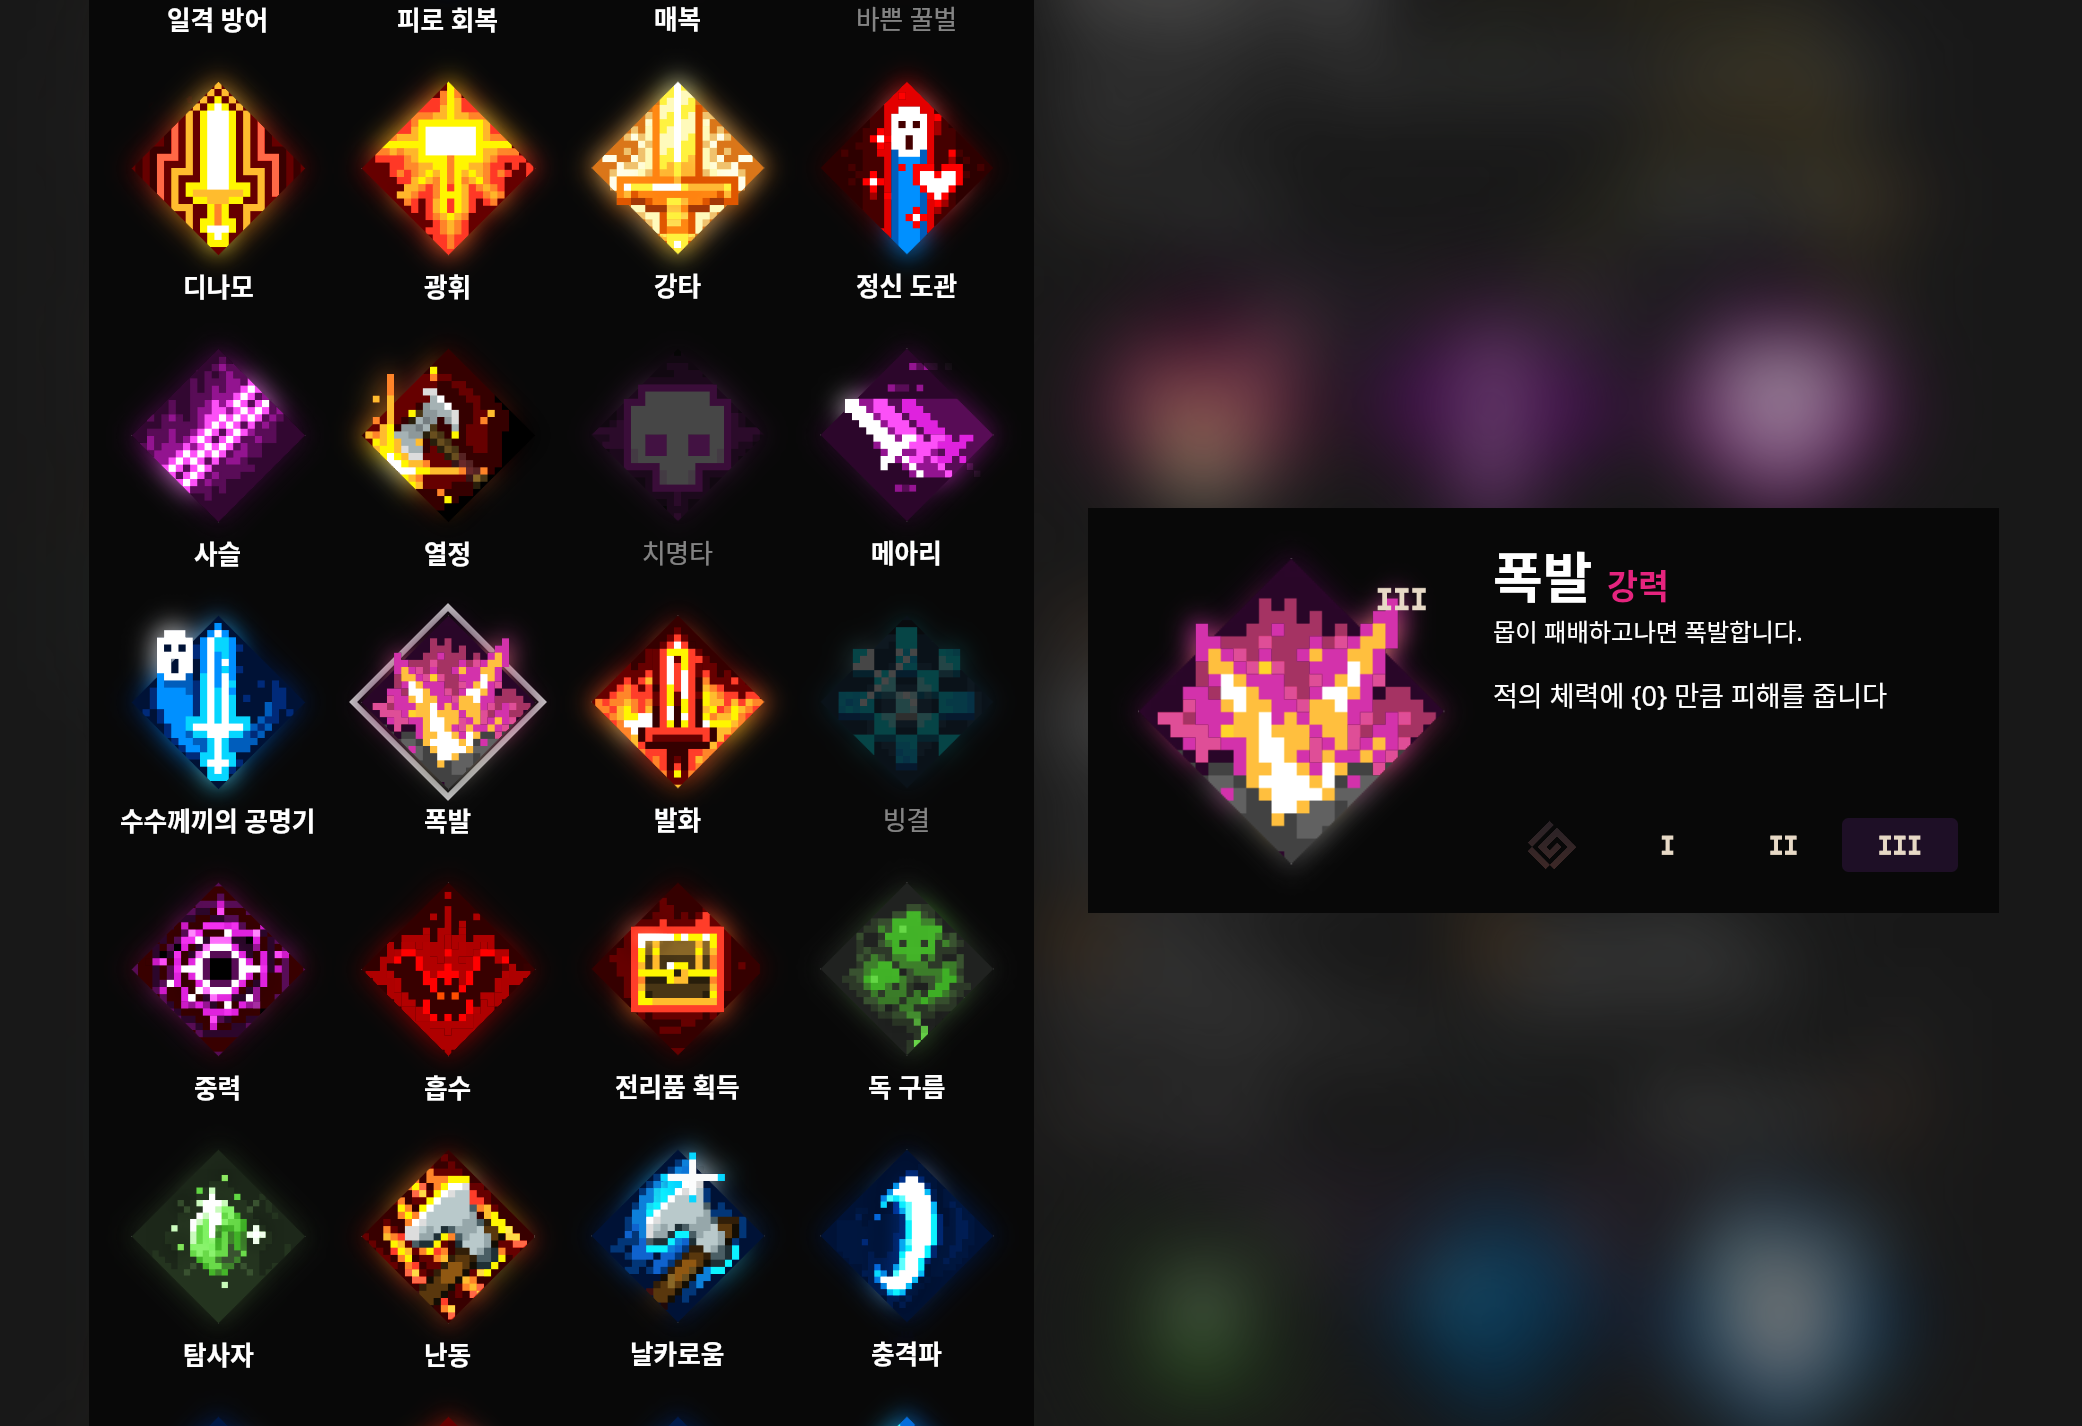 일격 방어
피로 회복
매복
바쁜 꿀벌
디나모
광휘
강타
정신 도관
사슬
열정
치명타
메아리
수수께끼의 공명기
폭발
발화
빙결
중력
흡수
전리품 획득
독 구름
탐사자
난동
날카로움
충격파
III
폭발 강력
몹이 패배하고나면 폭발합니다.
적의 체력에 {0} 만큼 피해를 줍니다
I
II
III